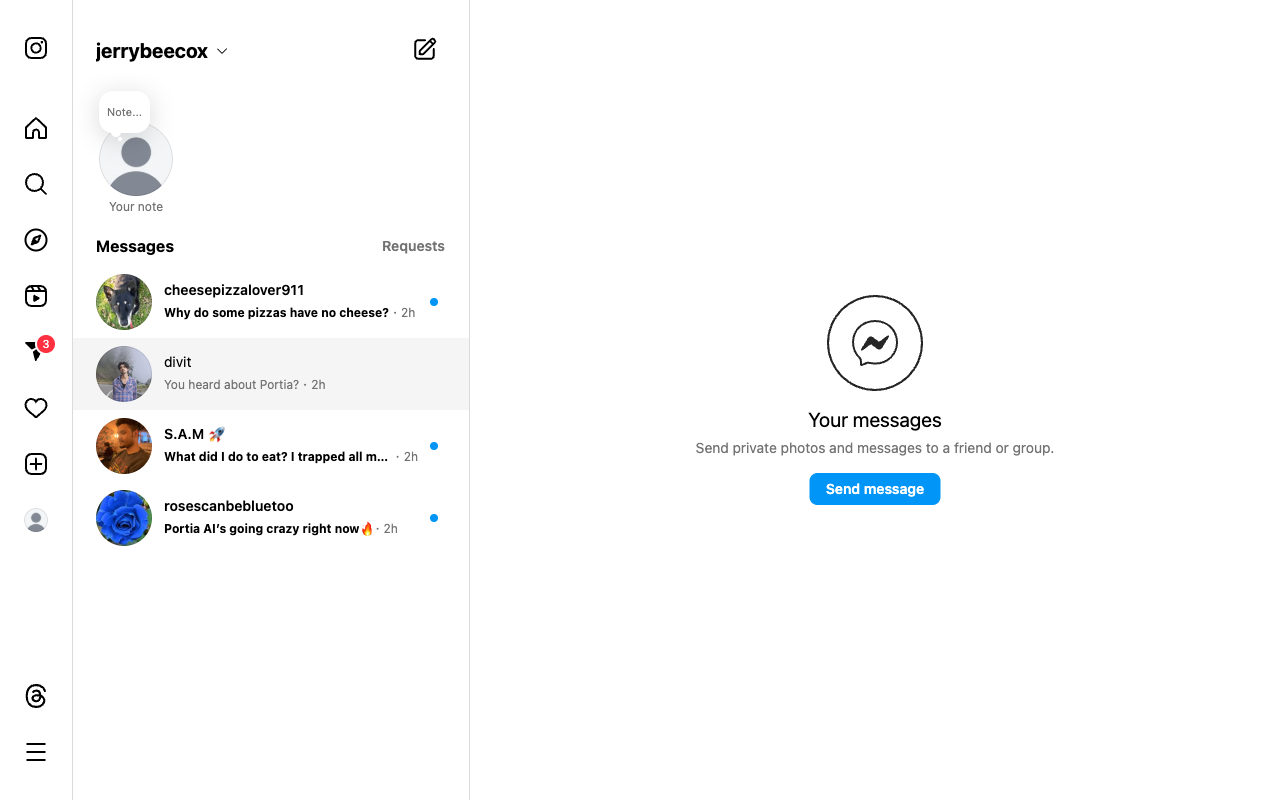 jerrybeecox
Note...
Your note
Messages
Requests
cheesepizzalover911
Why do some pizzas have no cheese? · 2h
divit
You heard about Portia? · 2h
3
S.A.M 🚀
What did I do to eat? I trapped all m... · 2h
rosescanbebluetoo
Portia AI's going crazy right now🔥 · 2h
Your messages
Send private photos and messages to a friend or group.
Send message